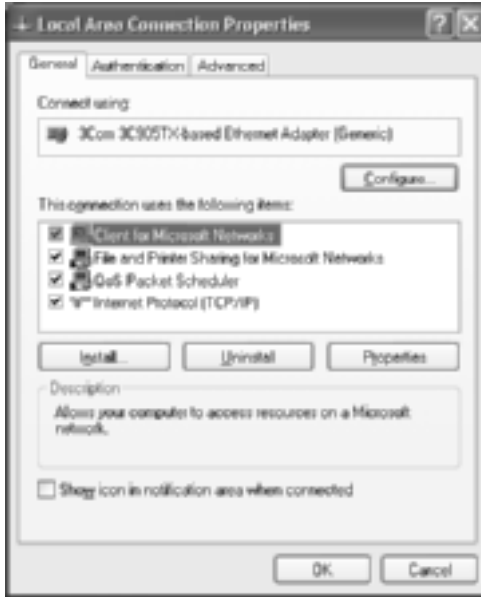 Local Area Connection Properties
General Authentication Advanced
Connect using:
3Com 3C905TX-based Ethernet Adapter (Generic)
Configure...
This connection uses the following items:
Client for Microsoft Networks
File and Printer Sharing for Microsoft Networks
QoS Packet Scheduler
Internet Protocol (TCP/IP)
Install... Uninstall Properties
Description
Allows your computer to access resources on a Microsoft
network.
Show icon in notification area when connected
OK Cancel